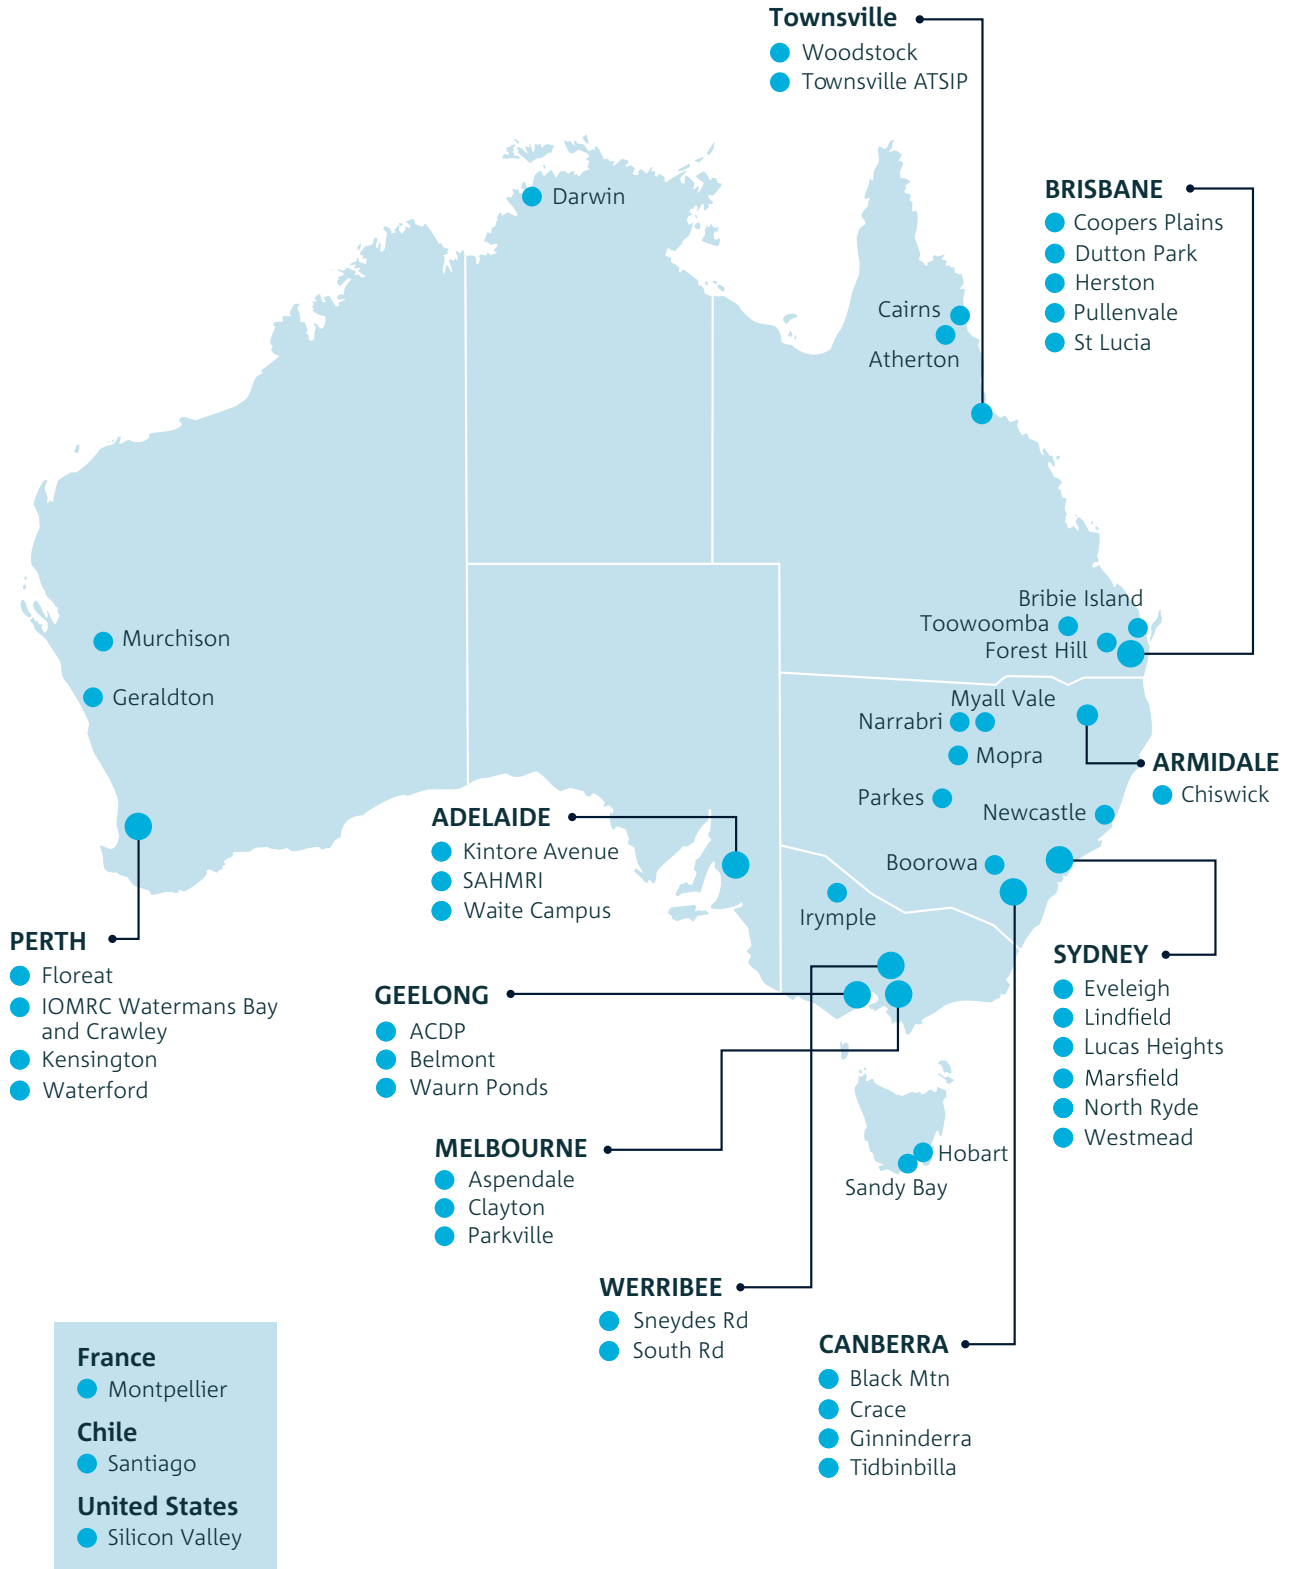 Townsville
Woodstock
Townsville ATSIP
BRISBANE
Coopers Plains
Dutton Park
Herston
Pullenvale
St Lucia
Darwin
Cairns
Atherton
Bribie Island
Toowoomba
Forest Hill
Murchison
Geraldton
Myall Vale
Narrabri
Mopra
Parkes
Newcastle
ARMIDALE
Chiswick
Boorowa
Irymple
ADELAIDE
Kintore Avenue
SAHMRI
Waite Campus
PERTH
Floreat
IOMRC Watermans Bay
and Crawley
Kensington
Waterford
GEELONG
ACDP
Belmont
Waurn Ponds
SYDNEY
Eveleigh
Lindfield
Lucas Heights
Marsfield
North Ryde
Westmead
MELBOURNE
Aspendale
Clayton
Parkville
Hobart
Sandy Bay
WERRIBEE
Sneydes Rd
South Rd
CANBERRA
Black Mtn
Crace
Ginninderra
Tidbinbilla
France
Montpellier
Chile
Santiago
United States
Silicon Valley